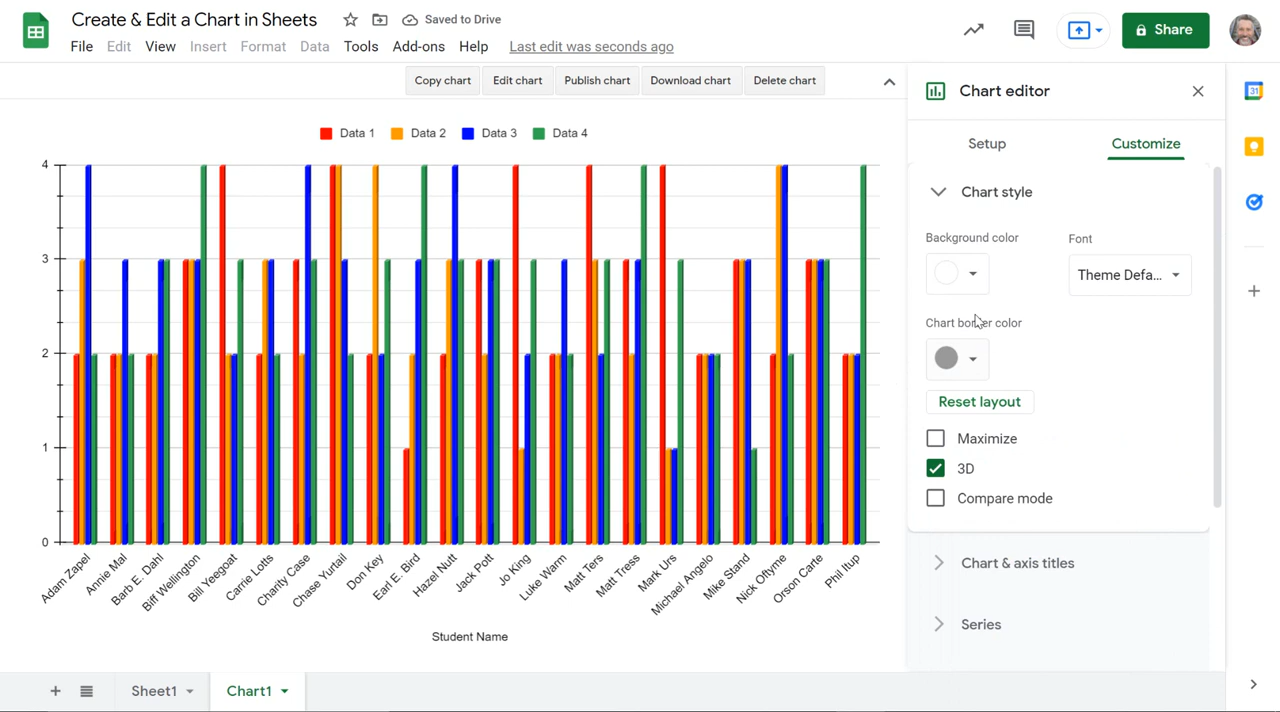 Create & Edit a Chart in Sheets
Saved to Drive
File Edit View Insert Format Data Tools Add-ons Help Last edit was seconds ago
Share
Copy chart Edit chart Publish chart Download chart Delete chart
Data 1 Data 2 Data 3 Data 4
4
3
2
1
0
Adam Zapel
Annie Mal
Barb E. Dahl
Biff Wellington
Bill Yeegoat
Carrie Lotts
Charity Case
Chase Yurtail
Don Key
Earl E. Bird
Hazel Nutt
Jack Pott
Jo King
Luke Warm
Matt Ters
Matt Tress
Mark Urs
Michael Angelo
Mike Stand
Nick Oftyme
Orson Carte
Phil Itup
Student Name
Chart editor
Setup Customize
Chart style
Background color Font
Theme Defa...
Chart border color
Reset layout
Maximize
3D
Compare mode
Chart & axis titles
Series
31
Sheet1 Chart1